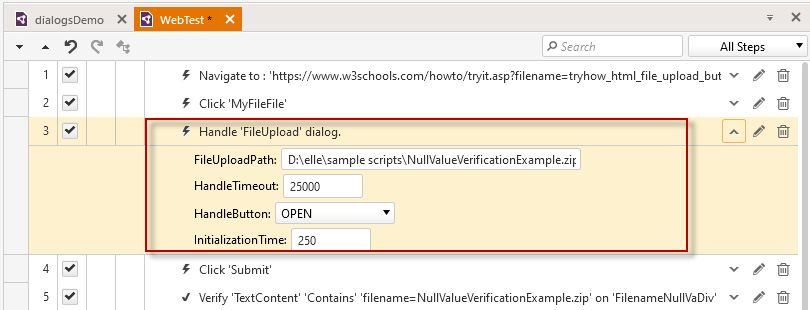 dialogsDemo
WebTest *
Search
All Steps
1 Navigate to : 'https://www.w3schools.com/howto/tryit.asp?filename=tryhow_html_file_upload_but
2 Click 'MyFileFile'
3 Handle 'FileUpload' dialog.
FileUploadPath: D:\elle\sample scripts\NullValueVerificationExample.zip
HandleTimeout: 25000
HandleButton: OPEN
InitializationTime: 250
4 Click 'Submit'
5 Verify 'TextContent' 'Contains' 'filename=NullValueVerificationExample.zip' on 'FilenameNullVaDiv'